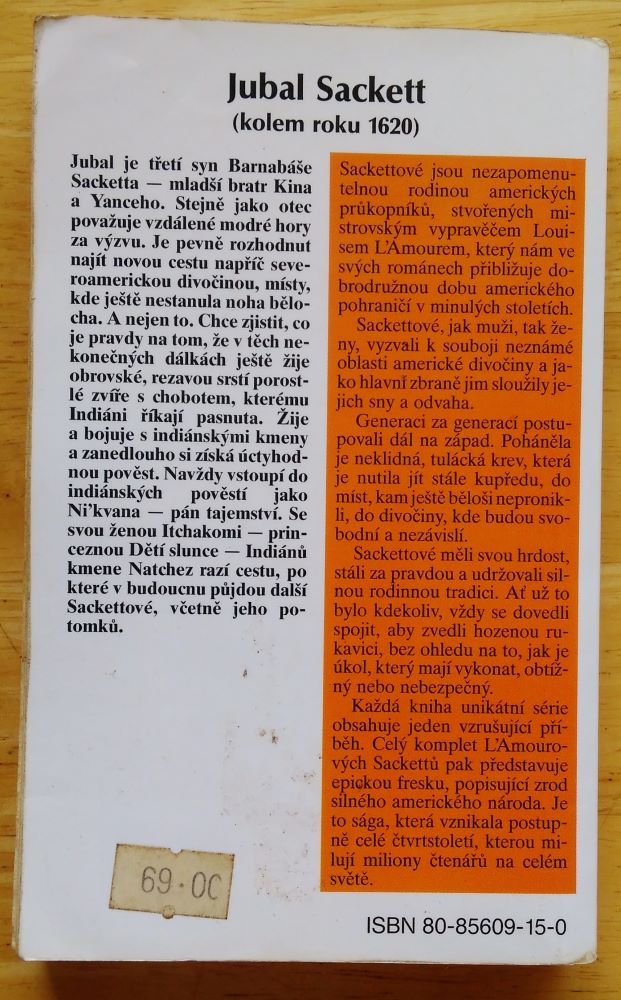 Jubal Sackett
(kolem roku 1620)
Jubal je třetí syn Barnabáše
Sacketta — mladší bratr Kina
a Yanceho. Stejně jako otec
považuje vzdálené modré hory
za výzvu. Je pevně rozhodnut
najít novou cestu napříč seve-
roamerickou divočinou, místy,
kde ještě nestanula noha bělo-
cha. A nejen to. Chce zjistit, co
je pravdy na tom, že v těch ne-
konečných dálkách ještě žije
obrovské, rezavou srstí porost-
lé zvíře s chobotem, kterému
Indiáni říkají pasnuta. Žije
a bojuje s indiánskými kmeny
a zanedlouho si získá úctyhod-
nou pověst. Navždy vstoupí do
indiánských pověstí jako
Ni'kvana — pán tajemství. Se
svou ženou Itchakomi — prin-
ceznou Dětí slunce — Indiánů
kmene Natchez razí cestu, po
které v budoucnu půjdou další
Sackettové, včetně jeho po-
tomků.
Sackettové jsou nezapomenu-
telnou rodinou amerických
průkopníků, stvořených mi-
strovským vypravěčem Loui-
sem L'Amourem, který nám ve
svých románech přibližuje do-
brodružnou dobu amerického
pohraničí v minulých stoletích.
Sackettové, jak muži, tak že-
ny, vyzvali k souboji neznámé
oblasti americké divočiny a ja-
ko hlavní zbraně jim sloužily je-
jich sny a odvaha.
Generaci za generací postu-
povali dál na západ. Poháněla
je neklidná, tulácká krev, která
je nutila jít stále kupředu, do
míst, kam ještě běloši nepronik-
li, do divočiny, kde budou svo-
bodní a nezávislí.
Sackettové měli svou hrdost,
stáli za pravdou a udržovali sil-
nou rodinnou tradici. Ať už to
bylo kdekoliv, vždy se dovedli
spojit, aby zvedli hozenou ru-
kavici, bez ohledu na to, jak je
úkol, který mají vykonat, obtíž-
ný nebo nebezpečný.
Každá kniha unikátní série
obsahuje jeden vzrušující pří-
běh. Celý komplet L'Amouro-
vých Sackettů pak představuje
epickou fresku, popisující zrod
silného amerického národa. Je
to sága, která vznikala postup-
ně celé čtvrtstoletí, kterou mi-
lují miliony čtenářů na celém
světě.
69.00
ISBN 80-85609-15-0